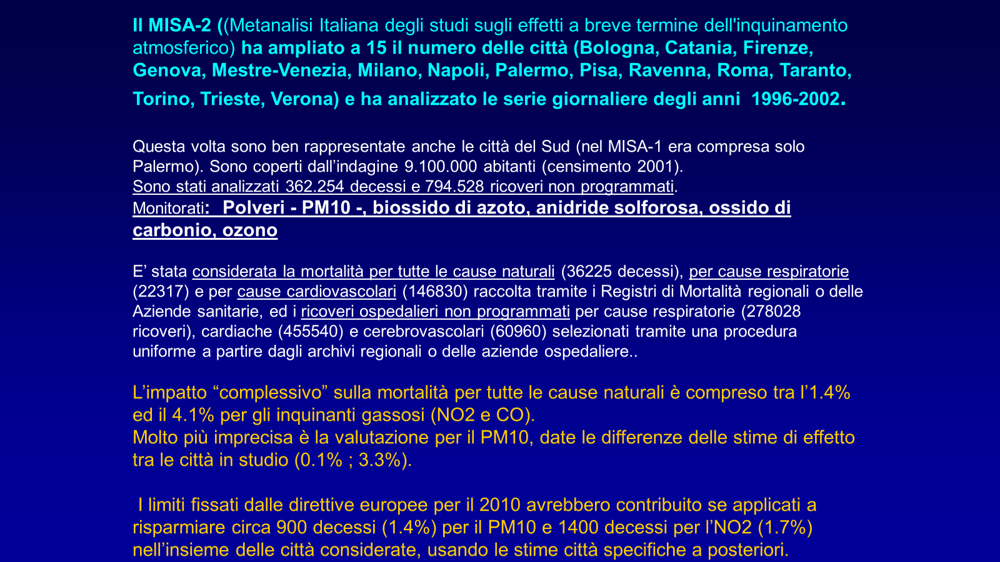 Il MISA-2 ((Metanalisi Italiana degli studi sugli effetti a breve termine dell'inquinamento
atmosferico) ha ampliato a 15 il numero delle città (Bologna, Catania, Firenze,
Genova, Mestre-Venezia, Milano, Napoli, Palermo, Pisa, Ravenna, Roma, Taranto,
Torino, Trieste, Verona) e ha analizzato le serie giornaliere degli anni  1996-2002.
Questa volta sono ben rappresentate anche le città del Sud (nel MISA-1 era compresa solo
Palermo). Sono coperti dall’indagine 9.100.000 abitanti (censimento 2001).
Sono stati analizzati 362.254 decessi e 794.528 ricoveri non programmati.
Monitorati:  Polveri - PM10 -, biossido di azoto, anidride solforosa, ossido di
carbonio, ozono
E’ stata considerata la mortalità per tutte le cause naturali (36225 decessi), per cause respiratorie
(22317) e per cause cardiovascolari (146830) raccolta tramite i Registri di Mortalità regionali o delle
Aziende sanitarie, ed i ricoveri ospedalieri non programmati per cause respiratorie (278028
ricoveri), cardiache (455540) e cerebrovascolari (60960) selezionati tramite una procedura
uniforme a partire dagli archivi regionali o delle aziende ospedaliere..
L’impatto “complessivo” sulla mortalità per tutte le cause naturali è compreso tra l’1.4%
ed il 4.1% per gli inquinanti gassosi (NO2 e CO).
Molto più imprecisa è la valutazione per il PM10, date le differenze delle stime di effetto
tra le città in studio (0.1% ; 3.3%).
I limiti fissati dalle direttive europee per il 2010 avrebbero contribuito se applicati a
risparmiare circa 900 decessi (1.4%) per il PM10 e 1400 decessi per l’NO2 (1.7%)
nell’insieme delle città considerate, usando le stime città specifiche a posteriori.